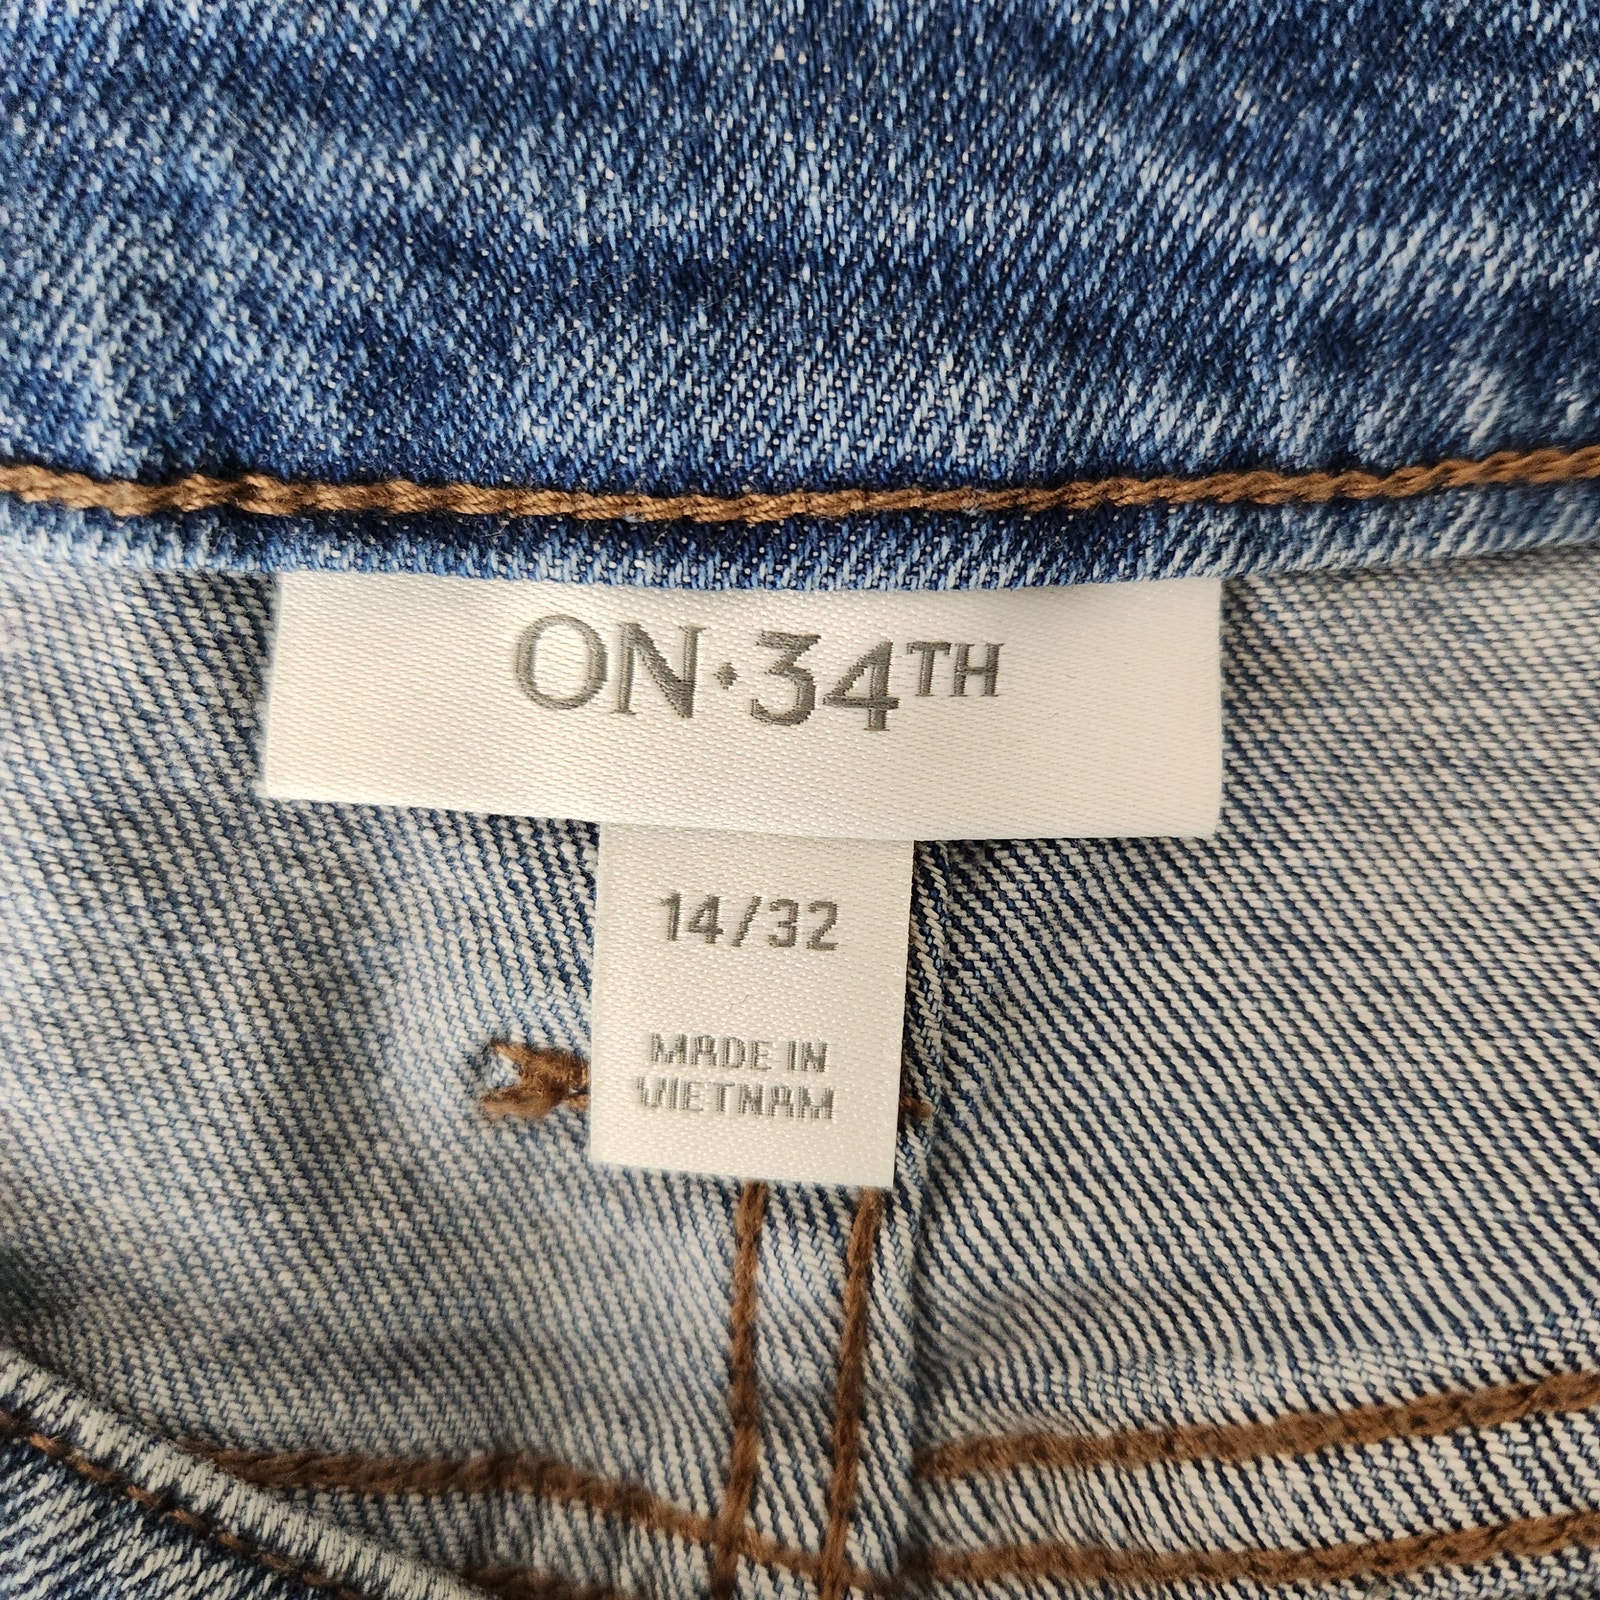 ON·34TH
14/32
MADE IN
VIETNAM